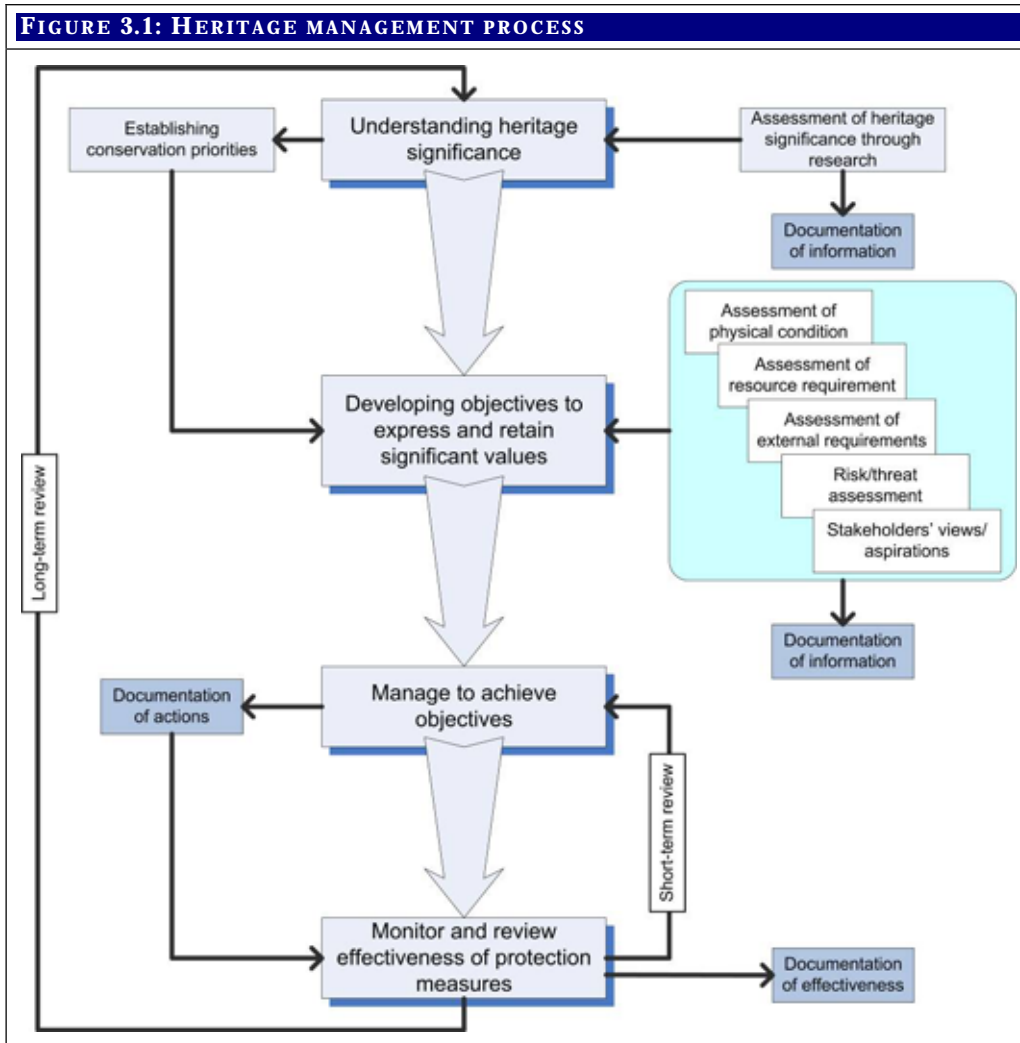 FIGURE 3.1: HERITAGE MANAGEMENT PROCESS
Understanding heritage
significance
Establishing
conservation priorities
Assessment of heritage
significance through
research
Documentation
of information
Assessment of
physical condition
Assessment of
resource requirement
Assessment of
external requirements
Risk/threat
assessment
Stakeholders' views/
aspirations
Developing objectives to
express and retain
significant values
Long-term review
Documentation
of information
Manage to achieve
objectives
Documentation
of actions
Short-term review
Monitor and review
effectiveness of protection
measures
Documentation
of effectiveness